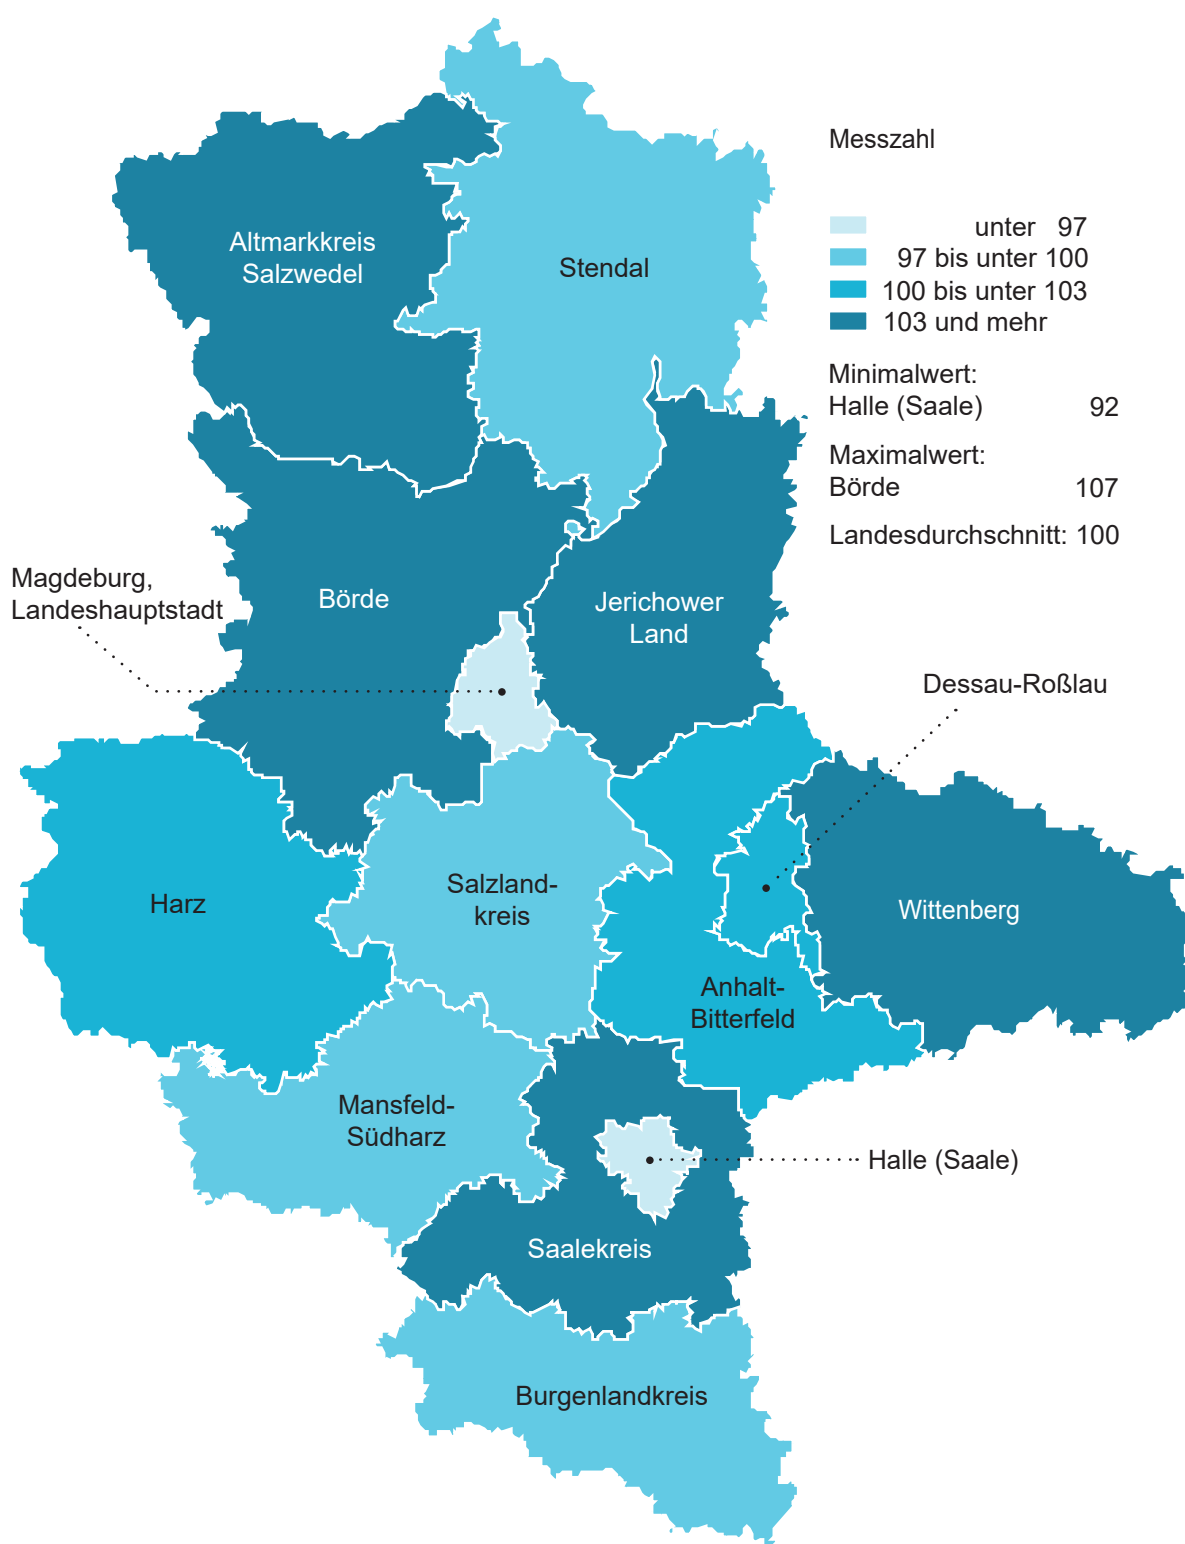 Messzahl
unter 97
97 bis unter 100
100 bis unter 103
103 und mehr
Minimalwert:
Halle (Saale) 92
Maximalwert:
Börde 107
Landesdurchschnitt: 100
Altmarkkreis
Salzwedel
Stendal
Magdeburg,
Landeshauptstadt
Börde
Jerichower
Land
Dessau-Roßlau
Harz
Salzland-
kreis
Wittenberg
Anhalt-
Bitterfeld
Mansfeld-
Südharz
Halle (Saale)
Saalekreis
Burgenlandkreis